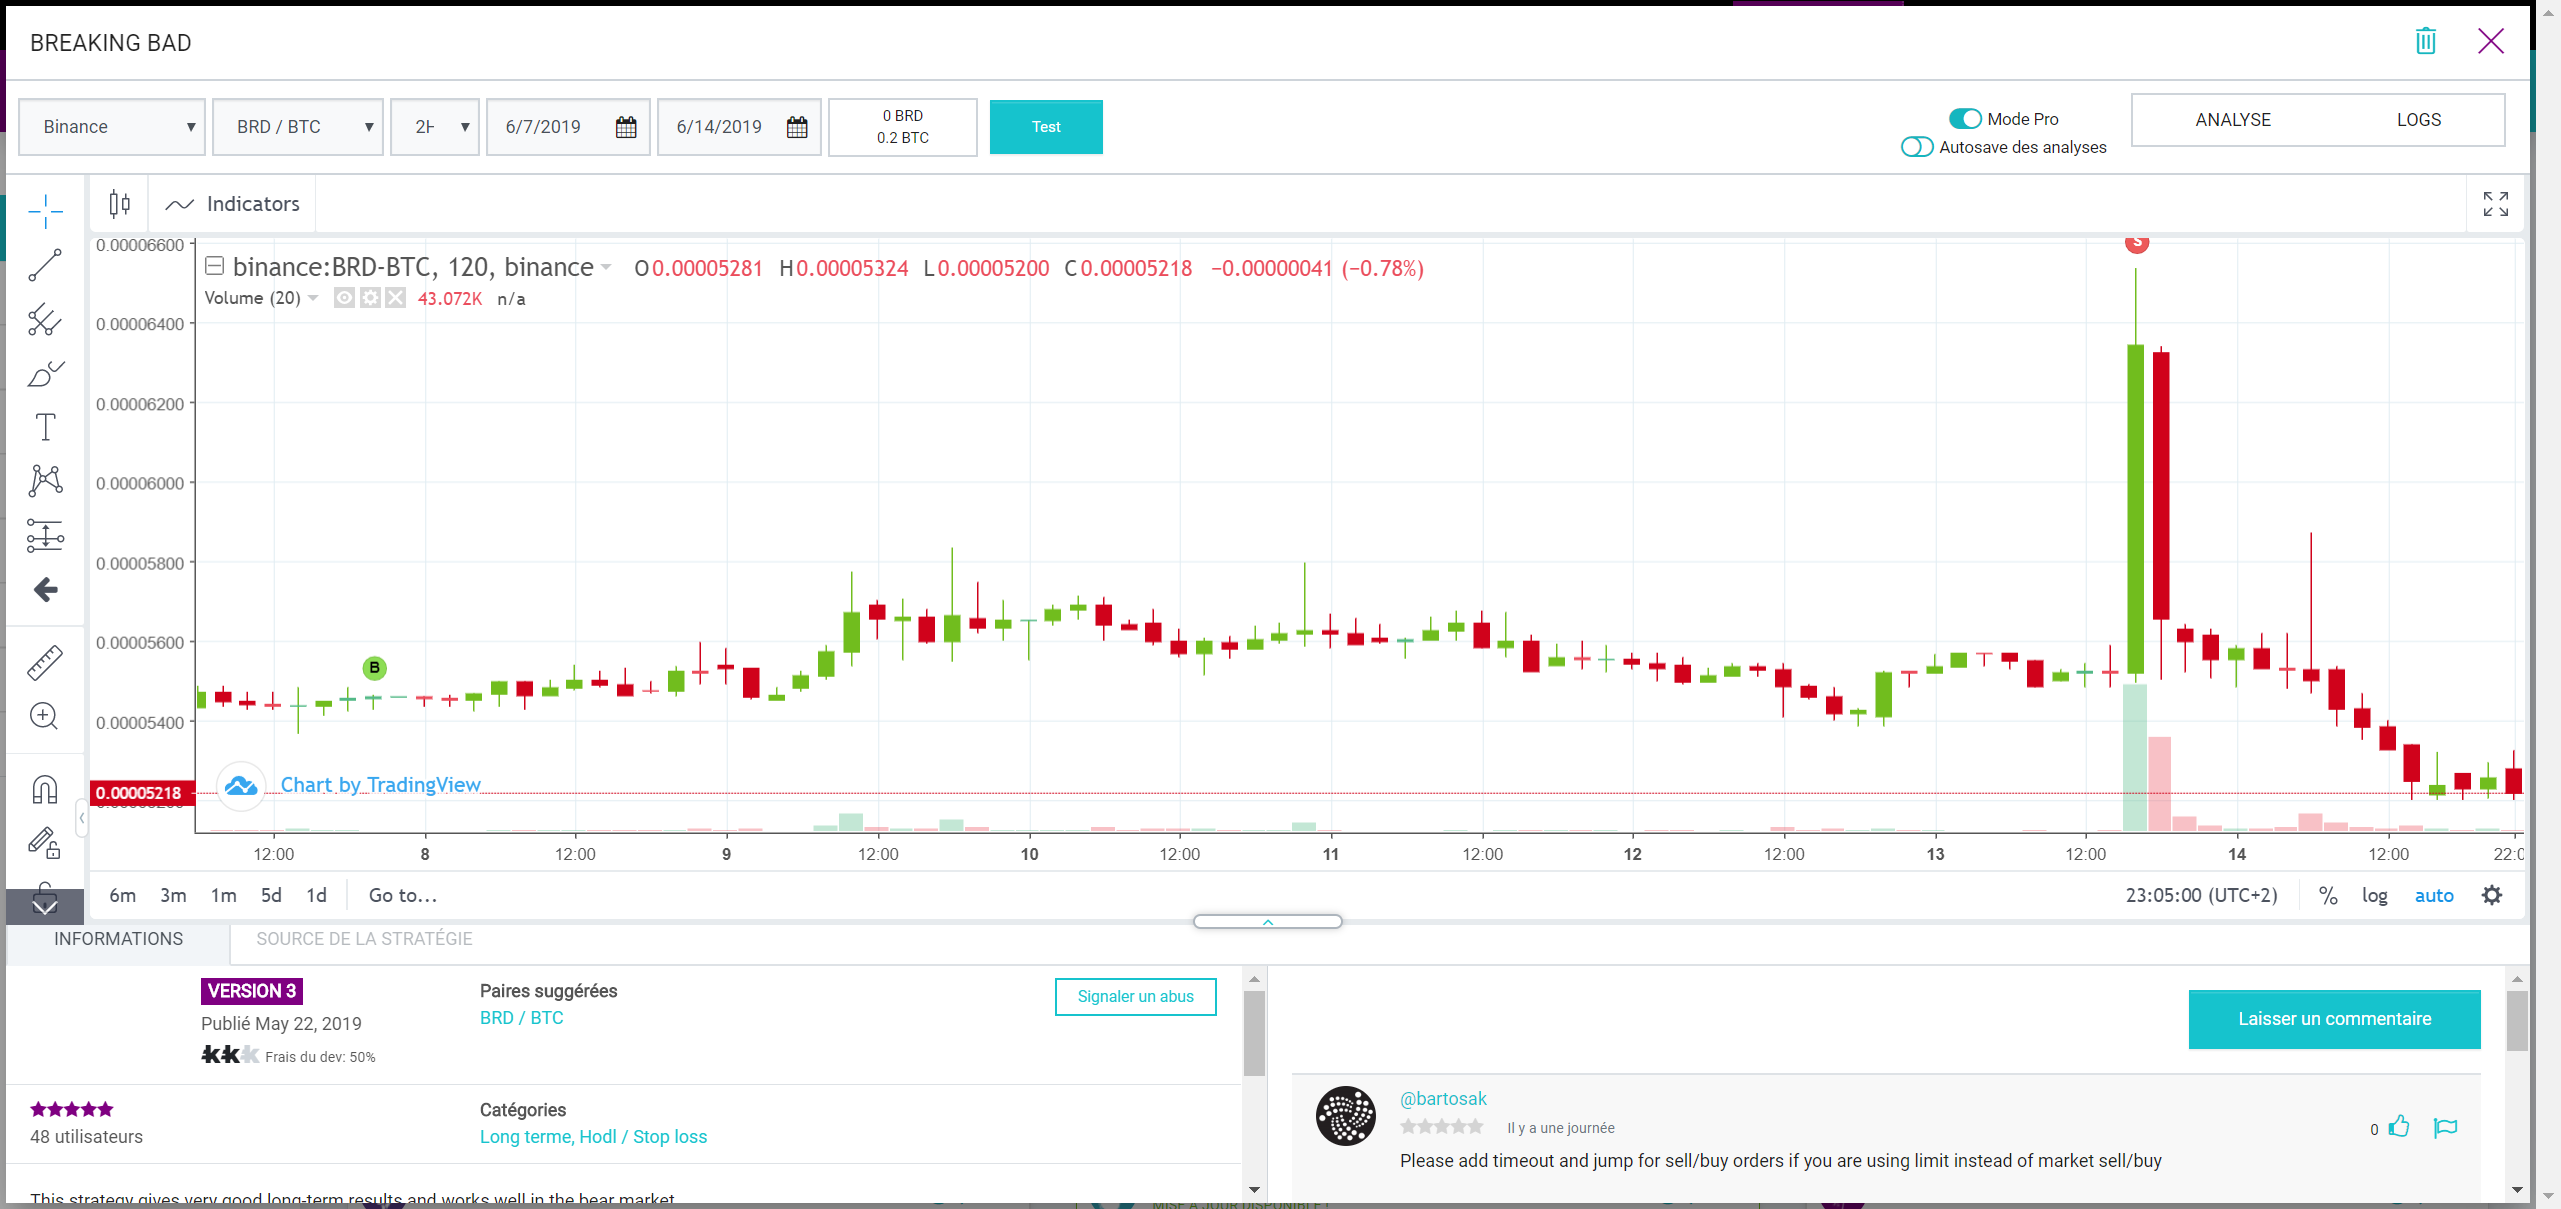 BREAKING BAD
Binance
BRD / BTC
6/7/2019
6/14/2019
0 BRD
0.2 BTC
Test
Mode Pro
Autosave des analyses
ANALYSE
LOGS
Indicators
binance:BRD-BTC, 120, binance O0.00005281 H0.00005324 L0.00005200 C0.00005218 −0.00000041 (−0.78%)
Volume (20) 43.072K n/a
0.00006600
0.00006400
0.00006200
0.00006000
0.00005800
0.00005600
0.00005400
0.00005218
S
B
Chart by TradingView
12:00 8 12:00 9 12:00 10 12:00 11 12:00 12 12:00 13 12:00 14 12:00
6m 3m 1m 5d 1d Go to...
23:05:00 (UTC+2) % log auto
INFORMATIONS
SOURCE DE LA STRATÉGIE
VERSION 3
Publié May 22, 2019
Frais du dev: 50%
Paires suggérées
BRD / BTC
Signaler un abus
48 utilisateurs
Catégories
Long terme, Hodl / Stop loss
This strategy gives very good long-term results and works well in the bear market
Laisser un commentaire
@bartosak
Il y a une journée
0
Please add timeout and jump for sell/buy orders if you are using limit instead of market sell/buy
MISE À JOUR DISPONIBLE !